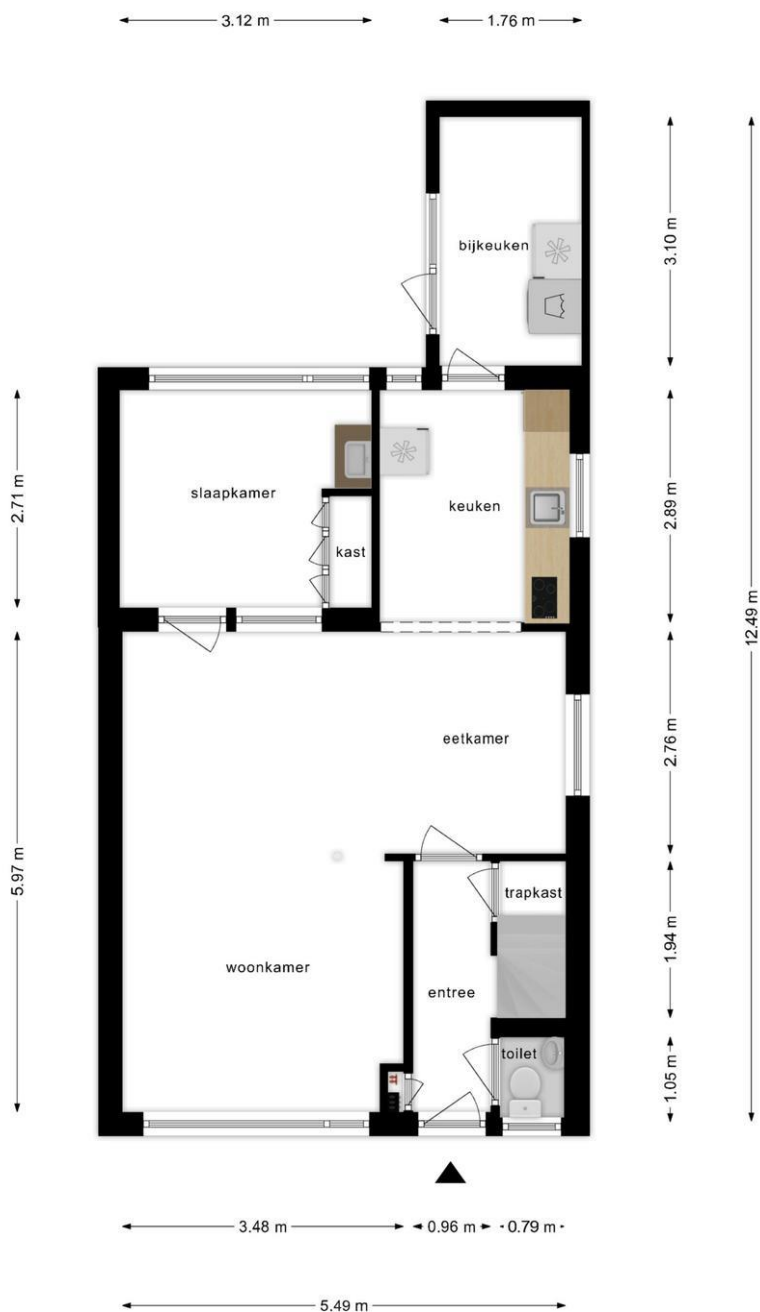 3.12 m
1.76 m
bijkeuken
3.10 m
12.49 m
slaapkamer
2.71 m
kast
keuken
2.89 m
eetkamer
2.76 m
5.97 m
trapkast
1.94 m
woonkamer
entree
toilet
1.05 m
3.48 m
0.96 m
0.79 m
5.49 m